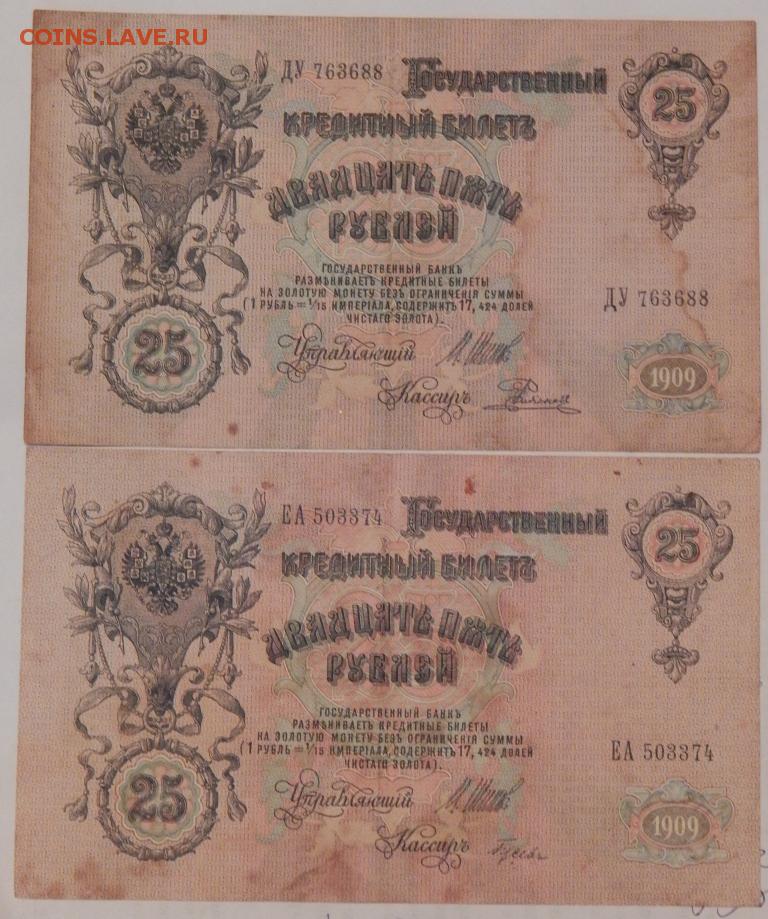 COINS.LAVE.RU
ДУ 763688
Государственный
25
Кредитный Билетъ
Двадцать Пять
Рублей
ГОСУДАРСТВЕННЫЙ БАНКЪ
РАЗМѢНИВАЕТЪ КРЕДИТНЫЕ БИЛЕТЫ
НА ЗОЛОТУЮ МОНЕТУ БЕЗЪ ОГРАНИЧЕНІЯ СУММЫ
(1 РУБЛЬ = 1/15 ИМПЕРІАЛА, СОДЕРЖИТЪ 17,424 ДОЛЕЙ
ЧИСТАГО ЗОЛОТА).
ДУ 763688
25
Управляющій
Кассиръ
1909
ЕА 503374
Государственный
25
Кредитный Билетъ
Двадцать Пять
Рублей
ГОСУДАРСТВЕННЫЙ БАНКЪ
РАЗМѢНИВАЕТЪ КРЕДИТНЫЕ БИЛЕТЫ
НА ЗОЛОТУЮ МОНЕТУ БЕЗЪ ОГРАНИЧЕНІЯ СУММЫ
(1 РУБЛЬ = 1/15 ИМПЕРІАЛА, СОДЕРЖИТЪ 17,424 ДОЛЕЙ
ЧИСТАГО ЗОЛОТА).
ЕА 503374
25
Управляющій
Кассиръ Гусевъ
1909